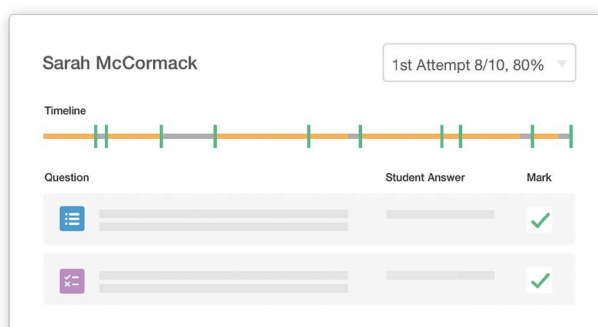 Sarah McCormack
1st Attempt 8/10, 80%
Timeline
Question Student Answer Mark